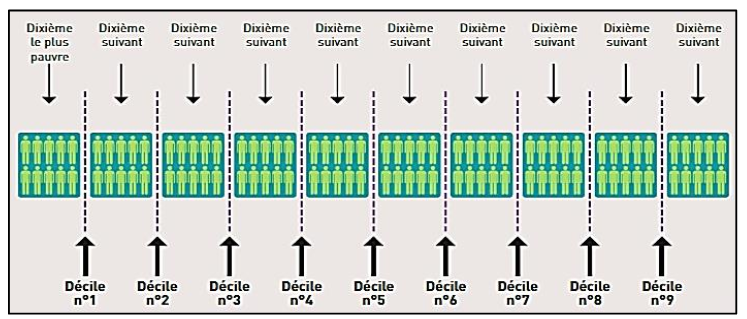 Dixième
le plus
pauvre
Dixième
suivant
Dixième
suivant
Dixième
suivant
Dixième
suivant
Dixième
suivant
Dixième
suivant
Dixième
suivant
Dixième
suivant
Dixième
suivant
Décile
n°1
Décile
n°2
Décile
n°3
Décile
n°4
Décile
n°5
Décile
n°6
Décile
n°7
Décile
n°8
Décile
n°9